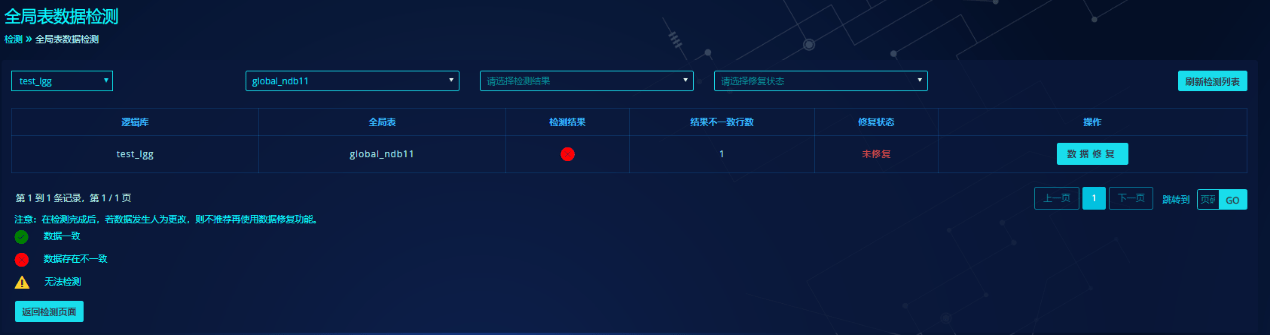 全局表数据检测
检测 » 全局表数据检测
test_lgg global_ndb11 请选择检测结果 请选择修复状态 刷新检测列表
逻辑库 全局表 检测结果 结果不一致行数 修复状态 操作
test_lgg global_ndb11 1 未修复 数据修复
第 1 到 1 条记录，第 1 / 1 页 上一页 1 下一页 跳转到 页码 GO
注意：在检测完成后，若数据发生人为更改，则不推荐再使用数据修复功能。
数据一致
数据存在不一致
无法检测
返回检测页面